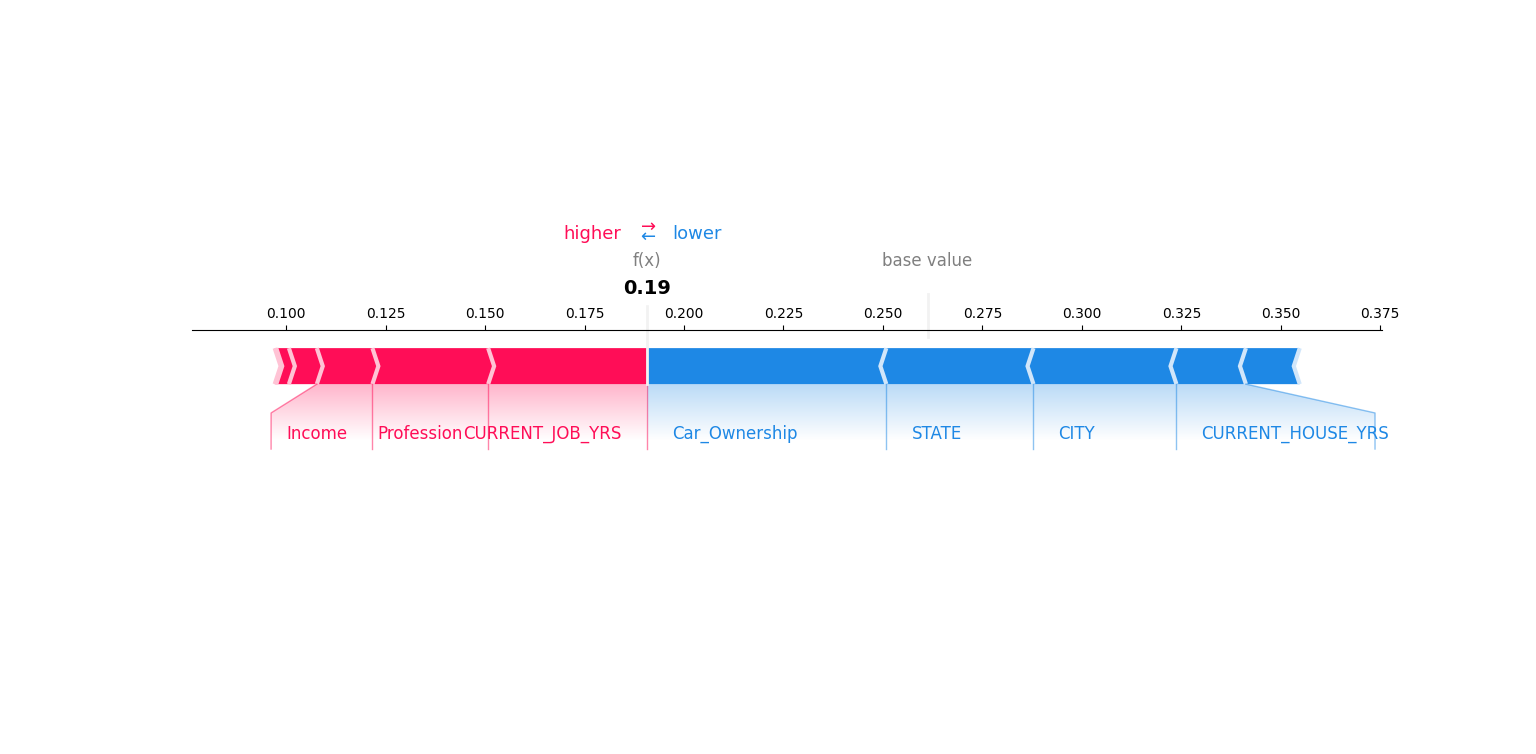 higher ⇄ lower
f(x) base value
0.19
0.100 0.125 0.150 0.175 0.200 0.225 0.250 0.275 0.300 0.325 0.350 0.375
Income Profession CURRENT_JOB_YRS Car_Ownership STATE CITY CURRENT_HOUSE_YRS